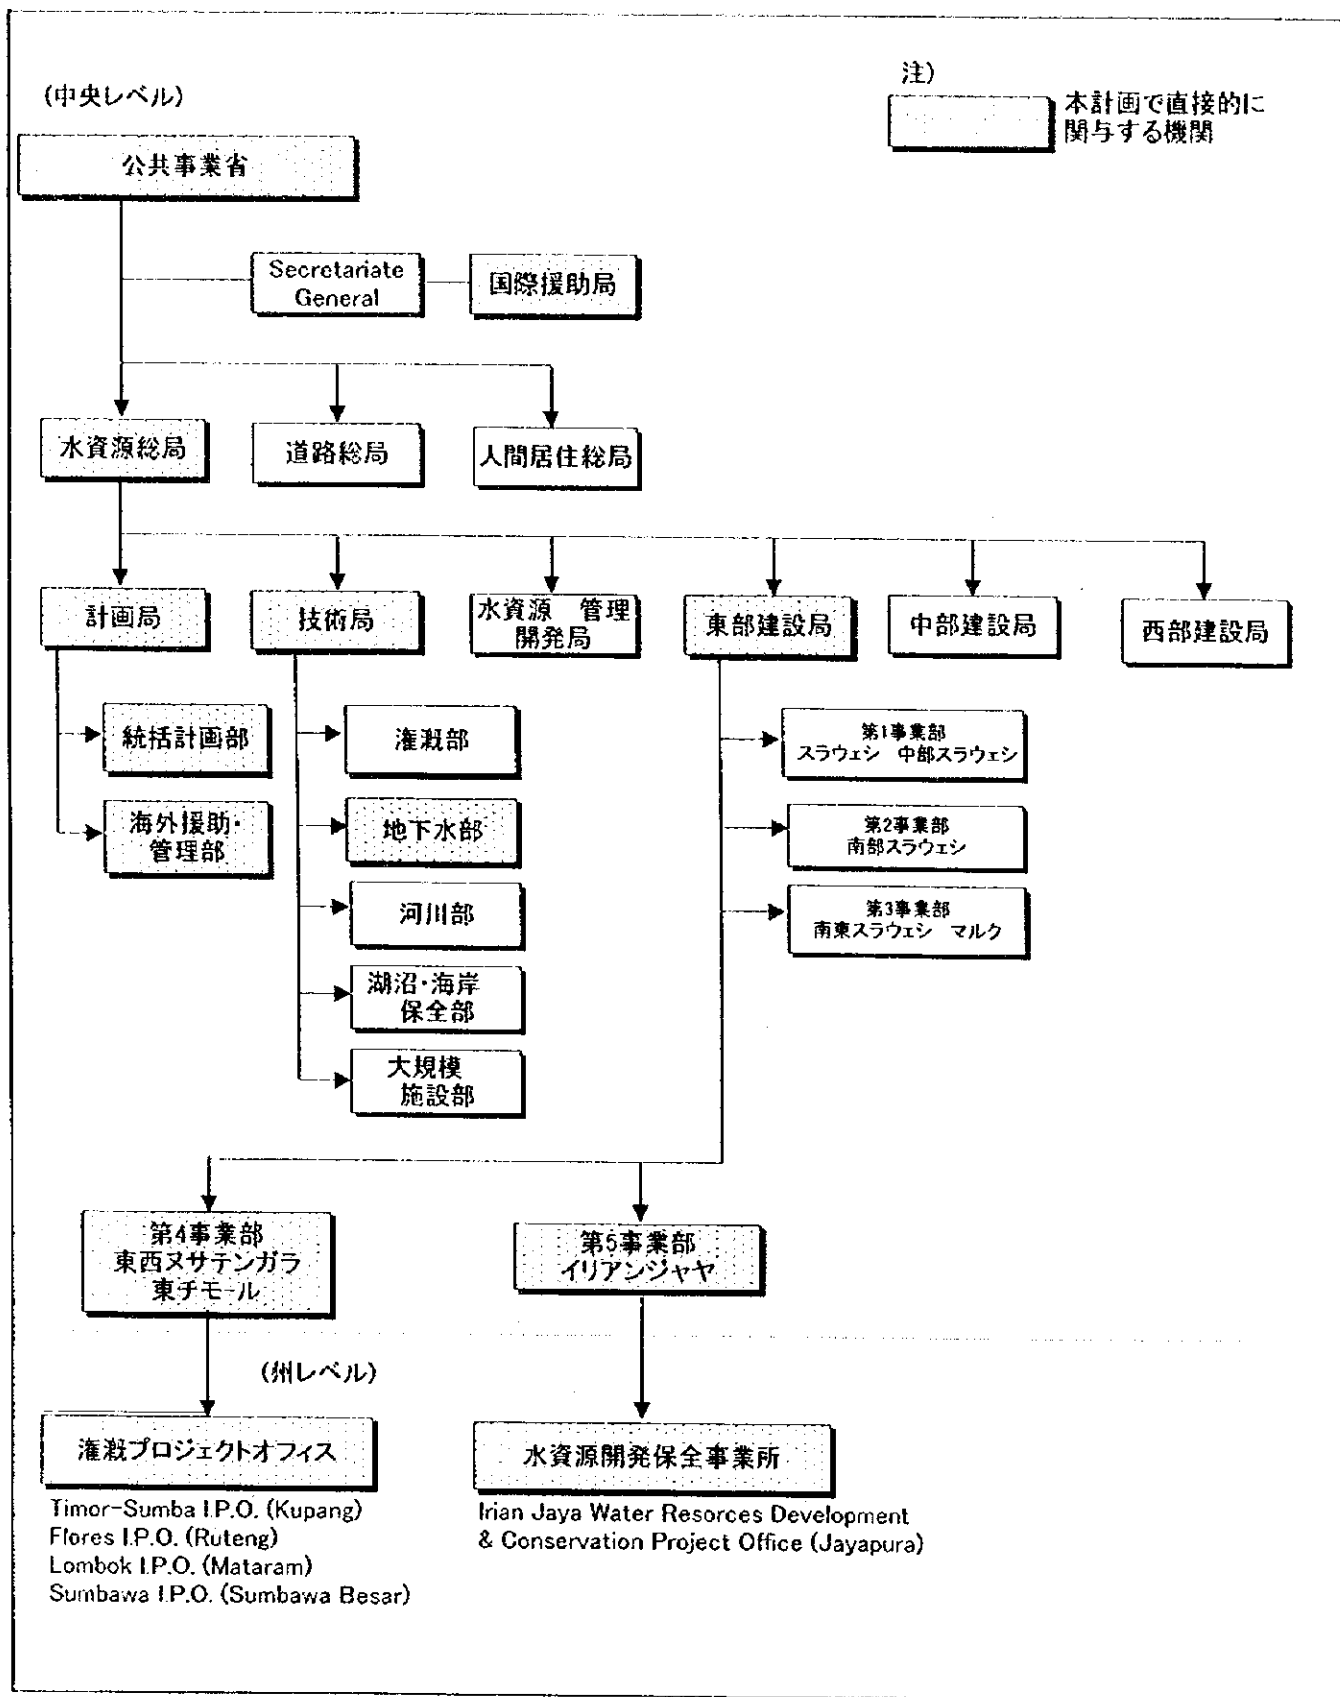 (中央レベル)
注)
本計画で直接的に
関与する機関
公共事業省
Secretariate
General
国際援助局
水資源総局
道路総局
人間居住総局
計画局
技術局
水資源 管理
開発局
東部建設局
中部建設局
西部建設局
統括計画部
海外援助・
管理部
灌漑部
地下水部
河川部
湖沼・海岸
保全部
大規模
施設部
第1事業部
スラウェシ 中部スラウェシ
第2事業部
南部スラウェシ
第3事業部
南東スラウェシ マルク
第4事業部
東西ヌサテンガラ
東チモール
第5事業部
イリアンジャヤ
(州レベル)
灌漑プロジェクトオフィス
Timor-Sumba I.P.O. (Kupang)
Flores I.P.O. (Ruteng)
Lombok I.P.O. (Mataram)
Sumbawa I.P.O. (Sumbawa Besar)
水資源開発保全事業所
Irian Jaya Water Resorces Development
& Conservation Project Office (Jayapura)